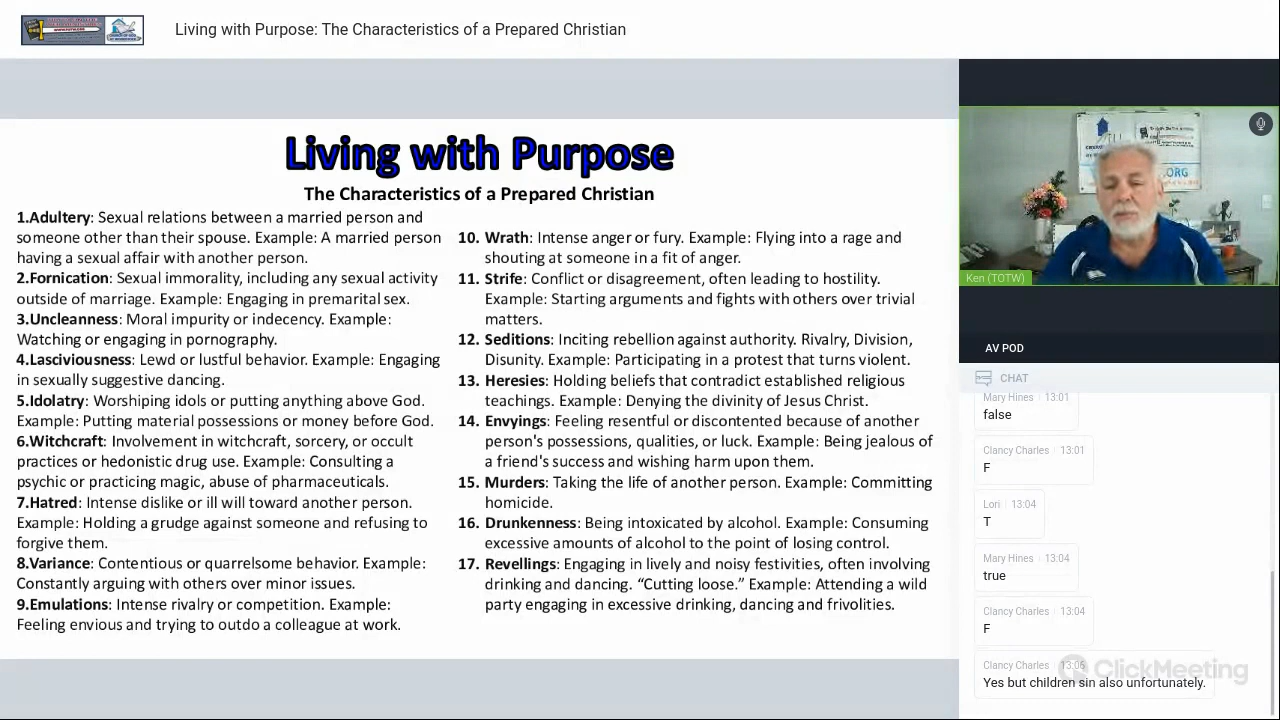 Living with Purpose: The Characteristics of a Prepared Christian
Living with Purpose
The Characteristics of a Prepared Christian
1.Adultery: Sexual relations between a married person and
someone other than their spouse. Example: A married person
having a sexual affair with another person.
2.Fornication: Sexual immorality, including any sexual activity
outside of marriage. Example: Engaging in premarital sex.
3.Uncleanness: Moral impurity or indecency. Example:
Watching or engaging in pornography.
4.Lasciviousness: Lewd or lustful behavior. Example: Engaging
in sexually suggestive dancing.
5.Idolatry: Worshiping idols or putting anything above God.
Example: Putting material possessions or money before God.
6.Witchcraft: Involvement in witchcraft, sorcery, or occult
practices or hedonistic drug use. Example: Consulting a
psychic or practicing magic, abuse of pharmaceuticals.
7.Hatred: Intense dislike or ill will toward another person.
Example: Holding a grudge against someone and refusing to
forgive them.
8.Variance: Contentious or quarrelsome behavior. Example:
Constantly arguing with others over minor issues.
9.Emulations: Intense rivalry or competition. Example:
Feeling envious and trying to outdo a colleague at work.
10. Wrath: Intense anger or fury. Example: Flying into a rage and
shouting at someone in a fit of anger.
11. Strife: Conflict or disagreement, often leading to hostility.
Example: Starting arguments and fights with others over trivial
matters.
12. Seditions: Inciting rebellion against authority. Rivalry, Division,
Disunity. Example: Participating in a protest that turns violent.
13. Heresies: Holding beliefs that contradict established religious
teachings. Example: Denying the divinity of Jesus Christ.
14. Envyings: Feeling resentful or discontented because of another
person's possessions, qualities, or luck. Example: Being jealous of
a friend's success and wishing harm upon them.
15. Murders: Taking the life of another person. Example: Committing
homicide.
16. Drunkenness: Being intoxicated by alcohol. Example: Consuming
excessive amounts of alcohol to the point of losing control.
17. Revellings: Engaging in lively and noisy festivities, often involving
drinking and dancing. “Cutting loose.” Example: Attending a wild
party engaging in excessive drinking, dancing and frivolities.
.ORG
Ken (TOTW)
AV POD
CHAT
Mary Hines 13:01
false
Clancy Charles 13:01
F
Lori 13:04
T
Mary Hines 13:04
true
Clancy Charles 13:04
F
Clancy Charles 13:05
Yes but children sin also unfortunately.
ClickMeeting